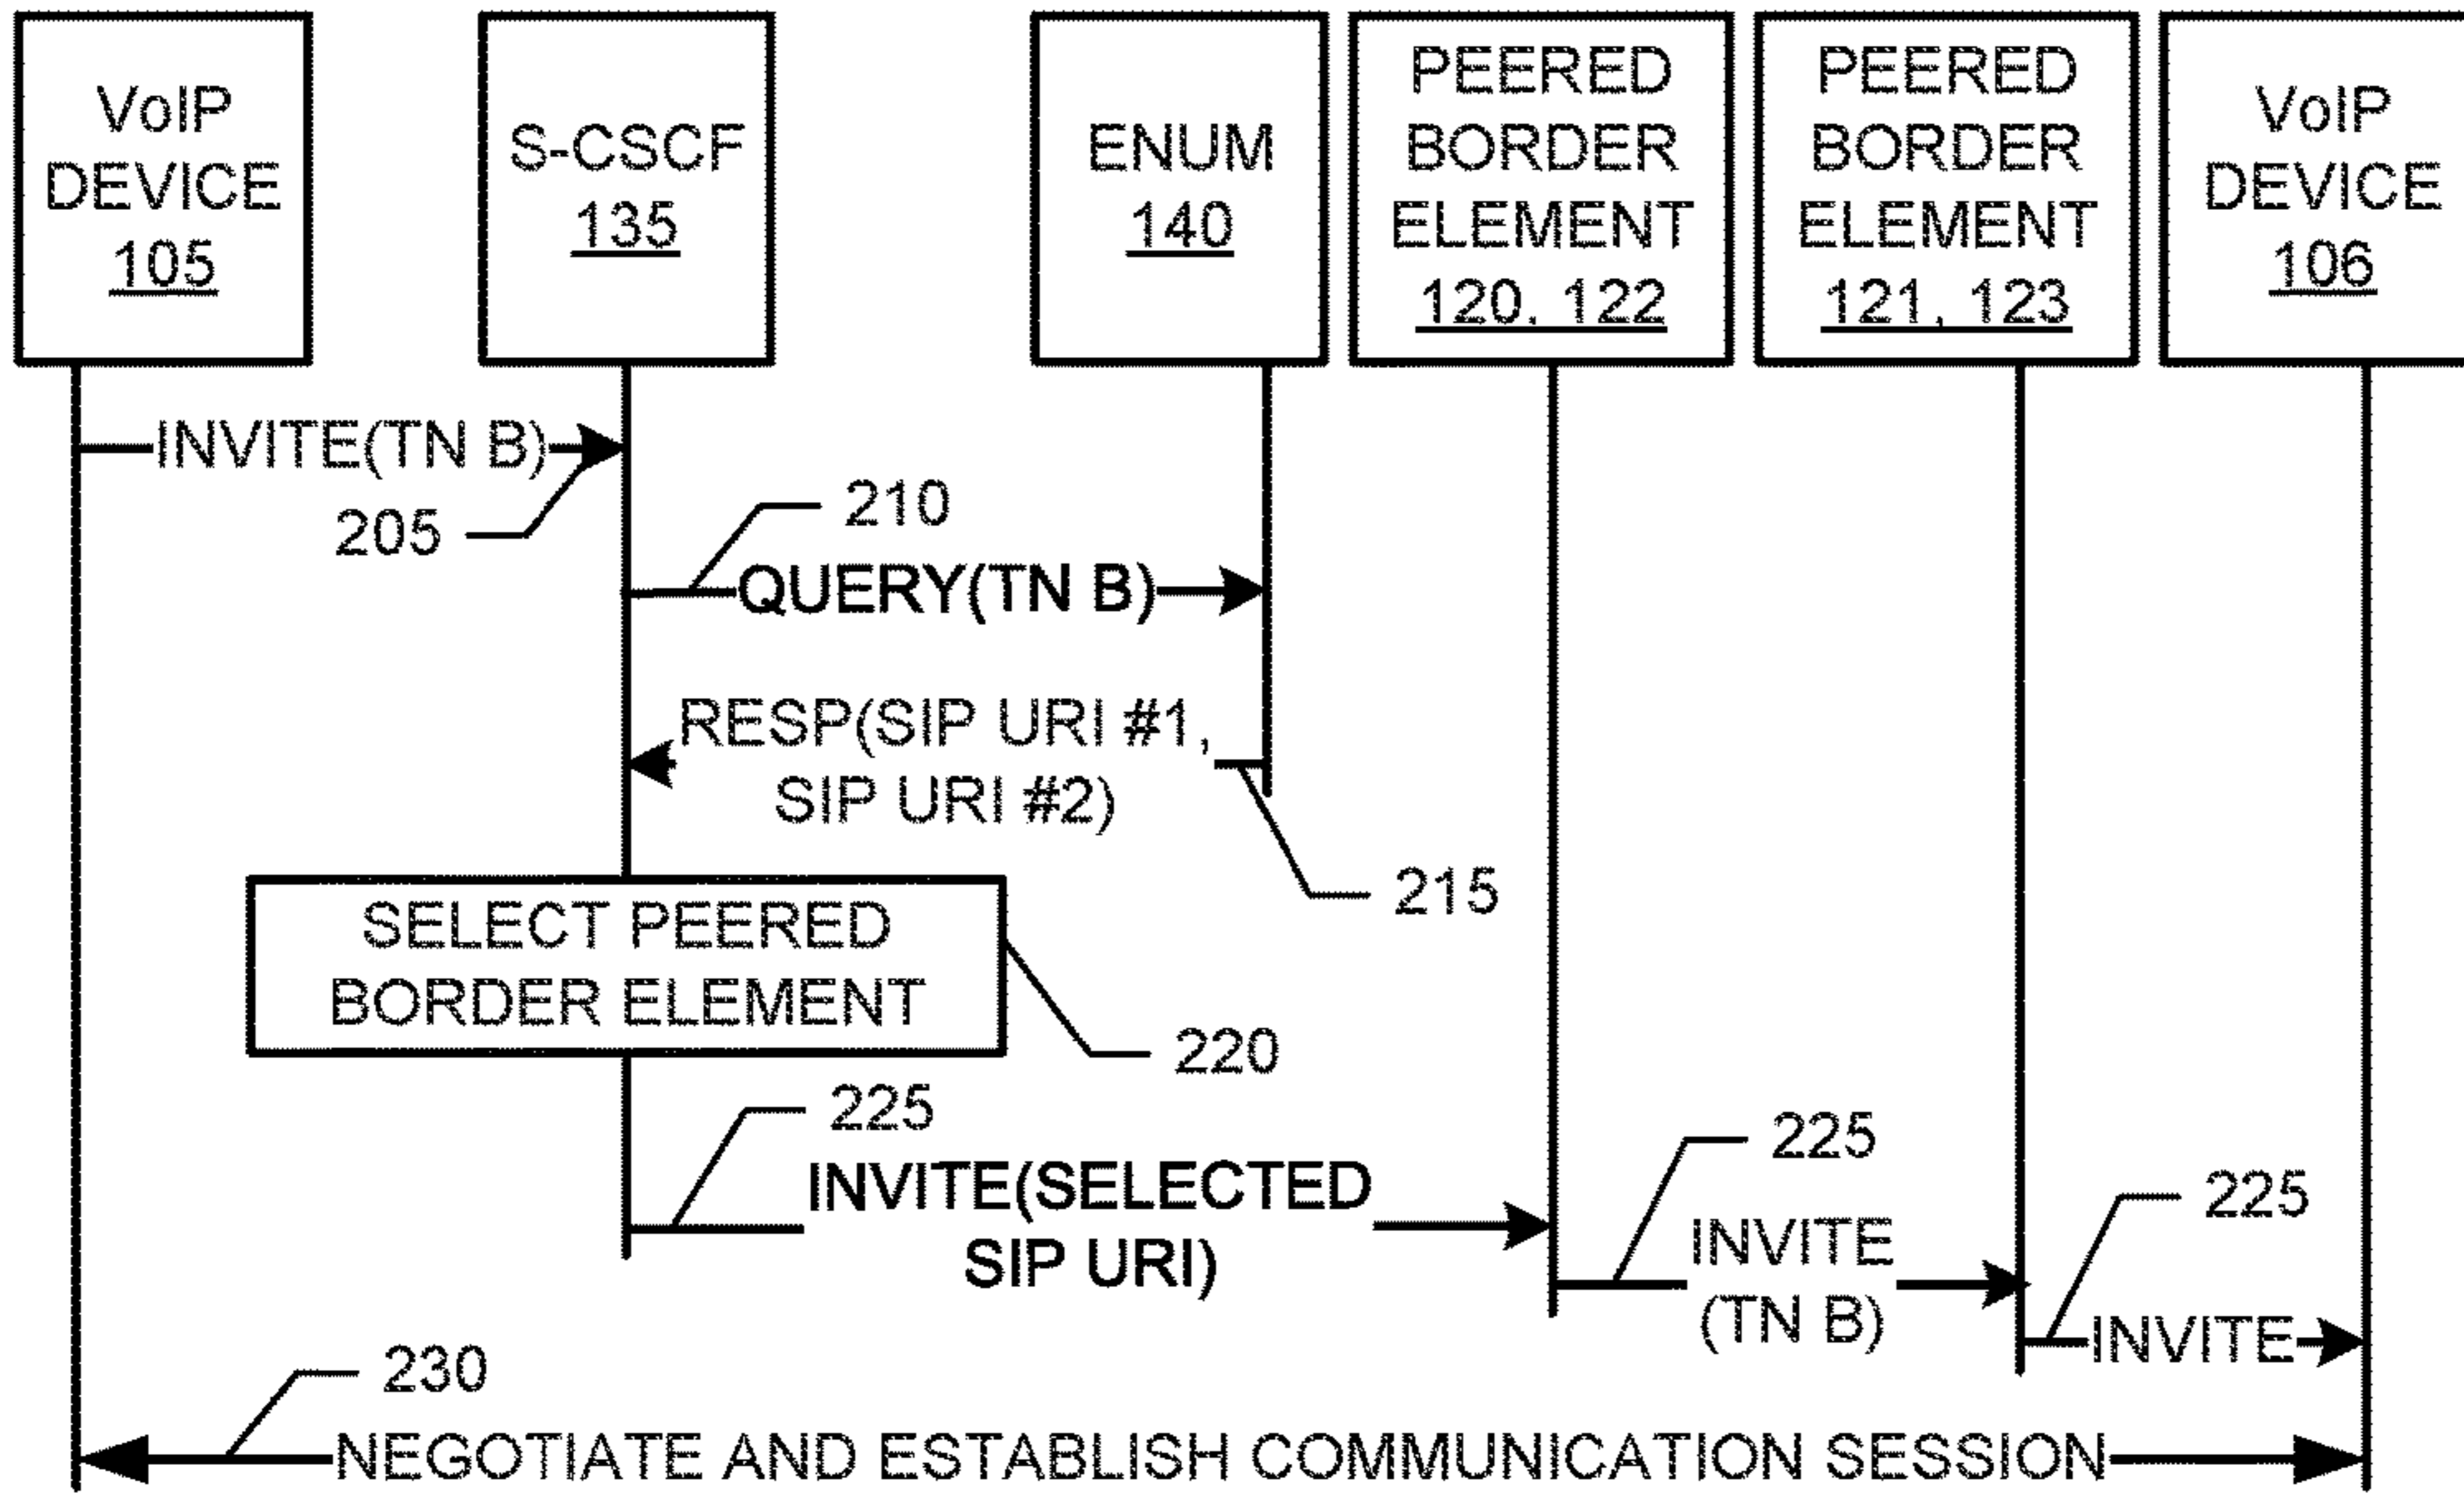 VoIP
DEVICE
105
S-CSCF
135
ENUM
140
PEERED
BORDER
ELEMENT
120, 122
PEERED
BORDER
ELEMENT
121, 123
VoIP
DEVICE
106
INVITE(TN B)
205
210
QUERY(TN B)
RESP(SIP URI #1,
SIP URI #2)
215
SELECT PEERED
BORDER ELEMENT
220
225
INVITE(SELECTED
SIP URI)
225
INVITE
(TN B)
225
INVITE
230
NEGOTIATE AND ESTABLISH COMMUNICATION SESSION